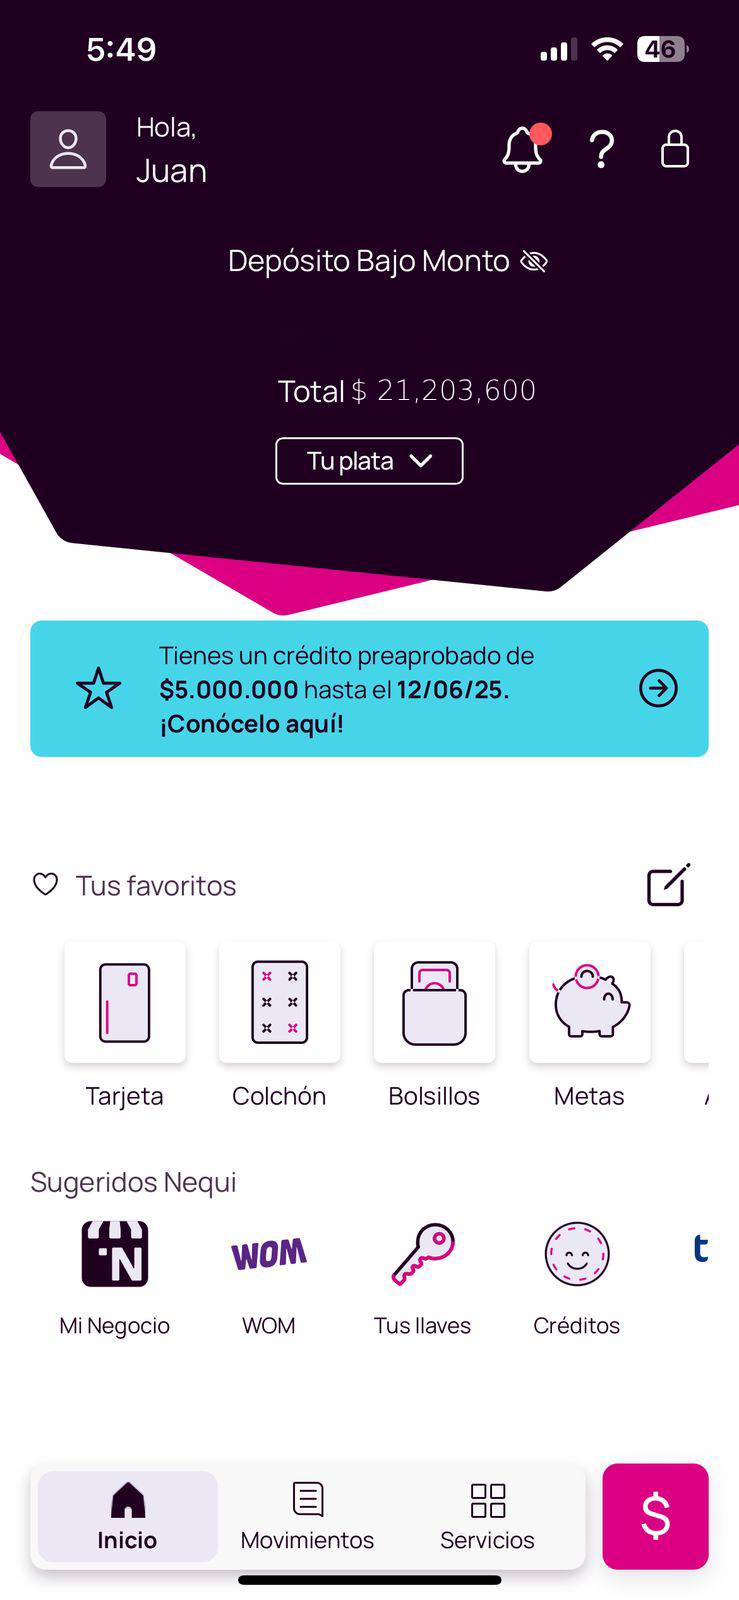 5:49
46
Hola,
Juan
Depósito Bajo Monto
Total $ 21,203,600
Tu plata
Tienes un crédito preaprobado de
$5.000.000 hasta el 12/06/25.
¡Conócelo aquí!
Tus favoritos
Tarjeta Colchón Bolsillos Metas
Sugeridos Nequi
N WOM t
Mi Negocio WOM Tus llaves Créditos
Inicio Movimientos Servicios $